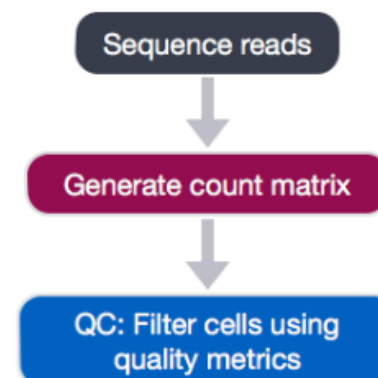 Sequence reads
Generate count matrix
QC: Filter cells using
quality metrics